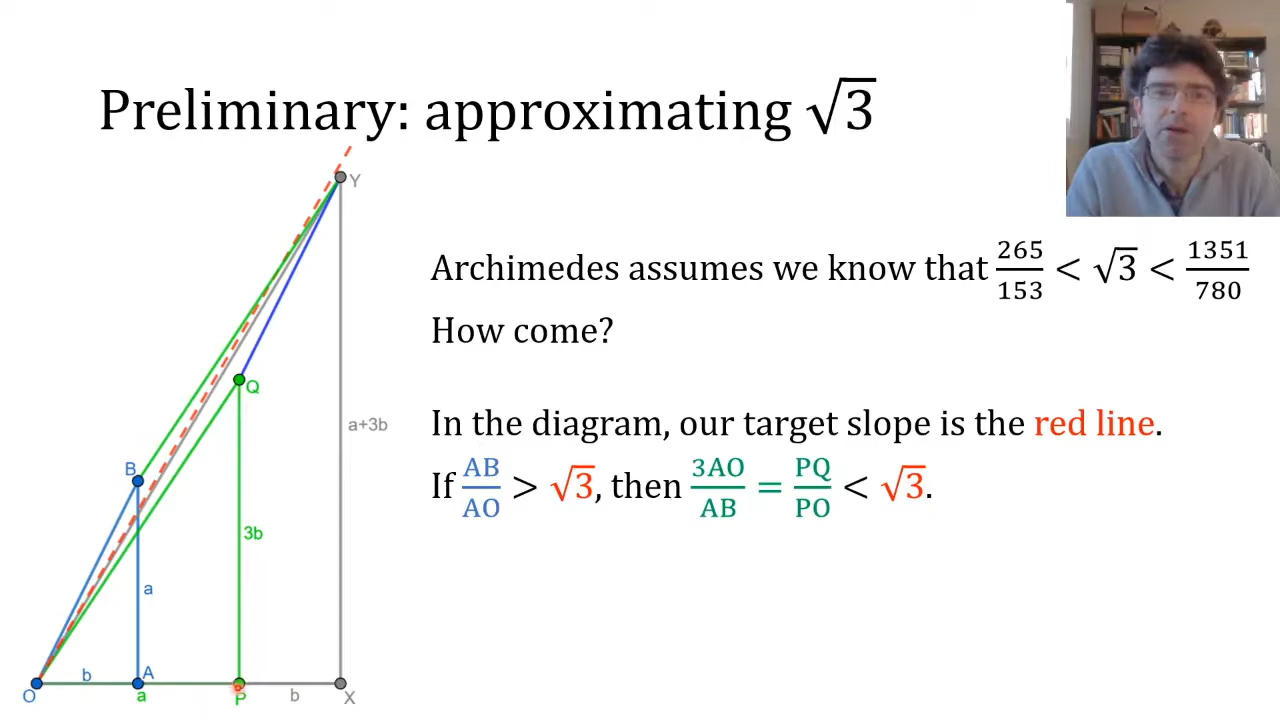 Preliminary: approximating √3
Archimedes assumes we know that 265/153 < √3 < 1351/780
How come?
In the diagram, our target slope is the red line.
If AB/AO > √3, then 3AO/AB = PQ/PO < √3.
Y
Q
a+3b
B
3b
a
b
A
O
a
P
b
X